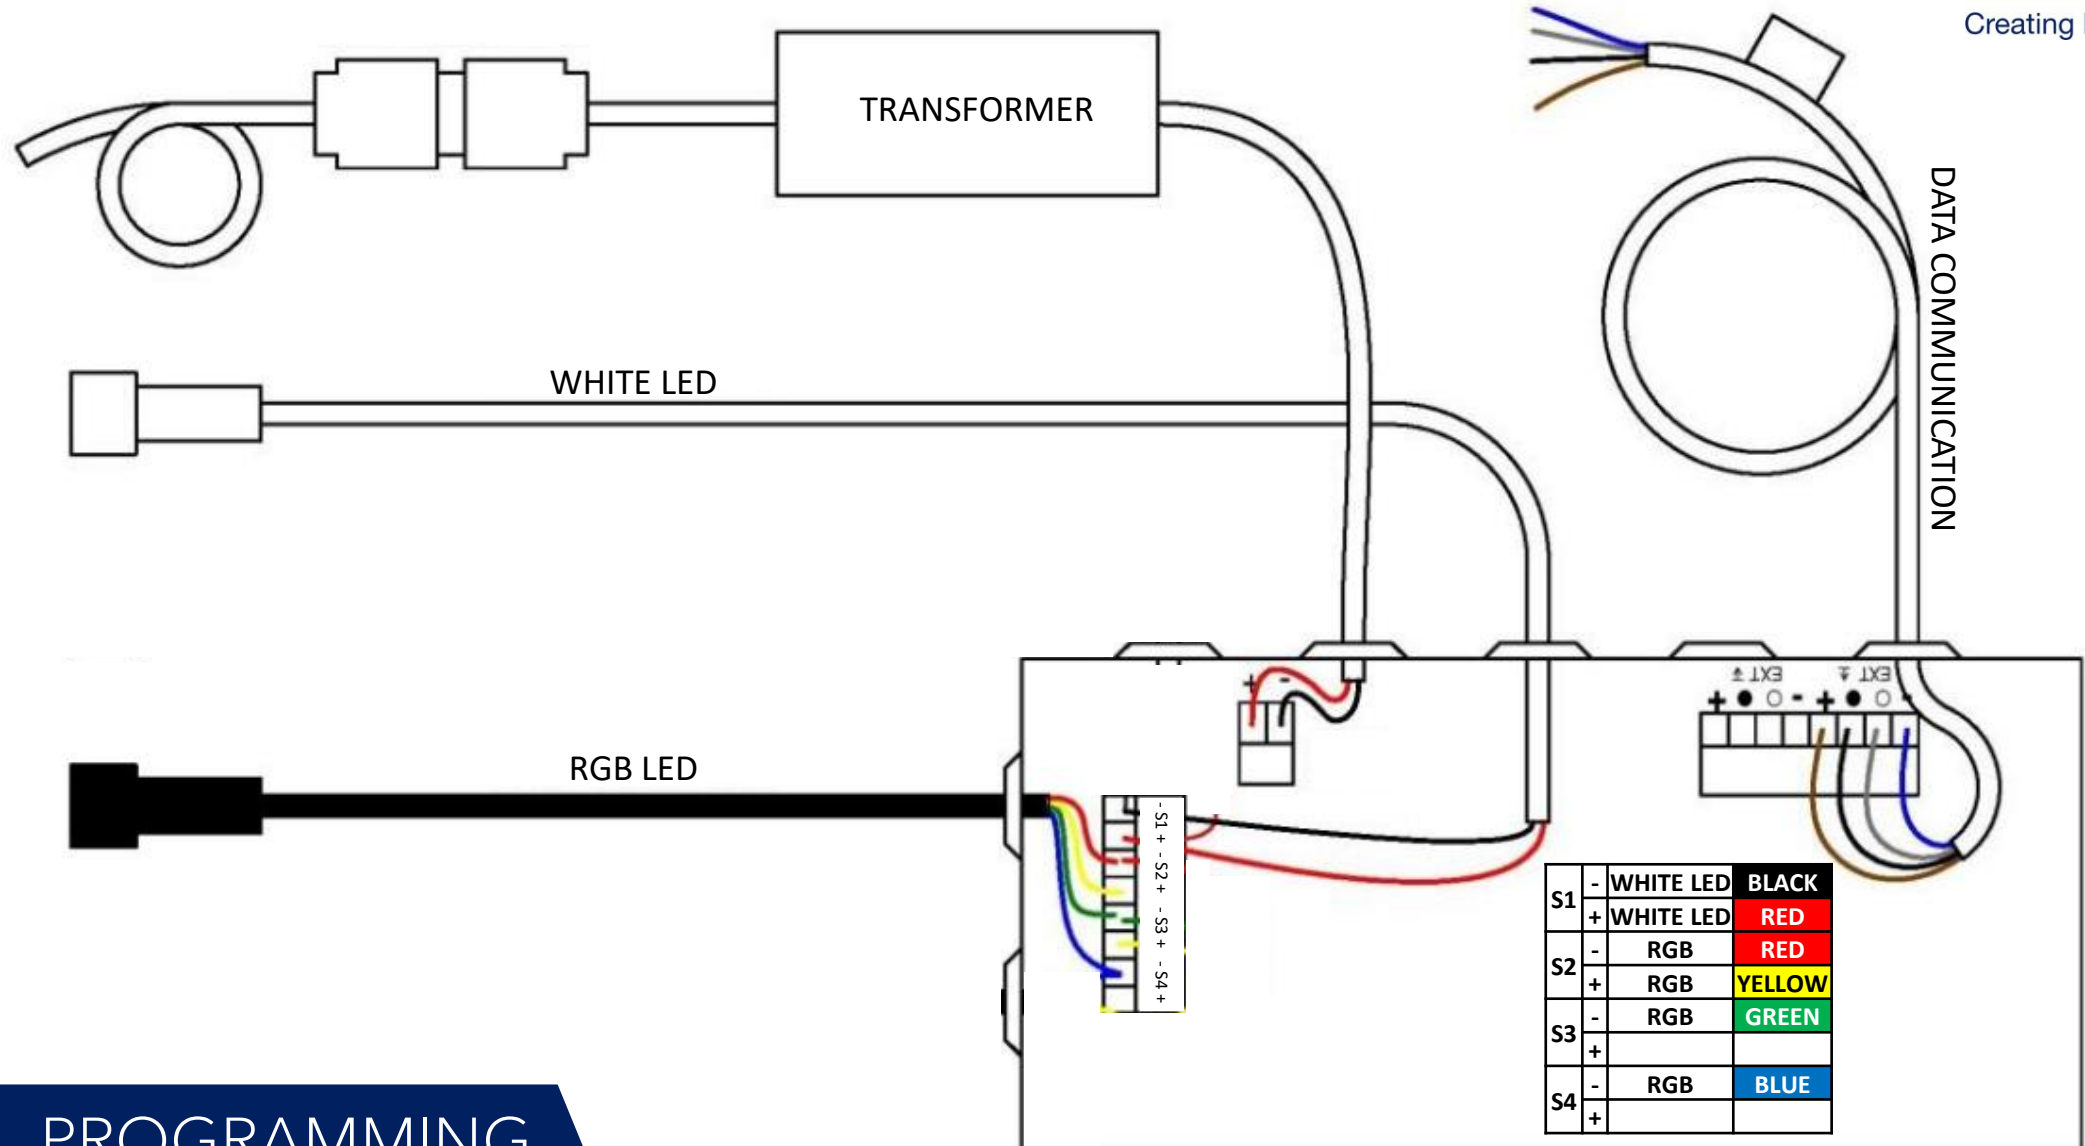 Creating
TRANSFORMER
DATA COMMUNICATION
WHITE LED
RGB LED
+ -
EXT EXT
+ ● ○ - + ● ○ -
- S1 +
- S2 +
- S3 +
- S4 +
S1 - WHITE LED BLACK
+ WHITE LED RED
S2 - RGB RED
+ RGB YELLOW
S3 - RGB GREEN
+
S4 - RGB BLUE
+
PROGRAMMING